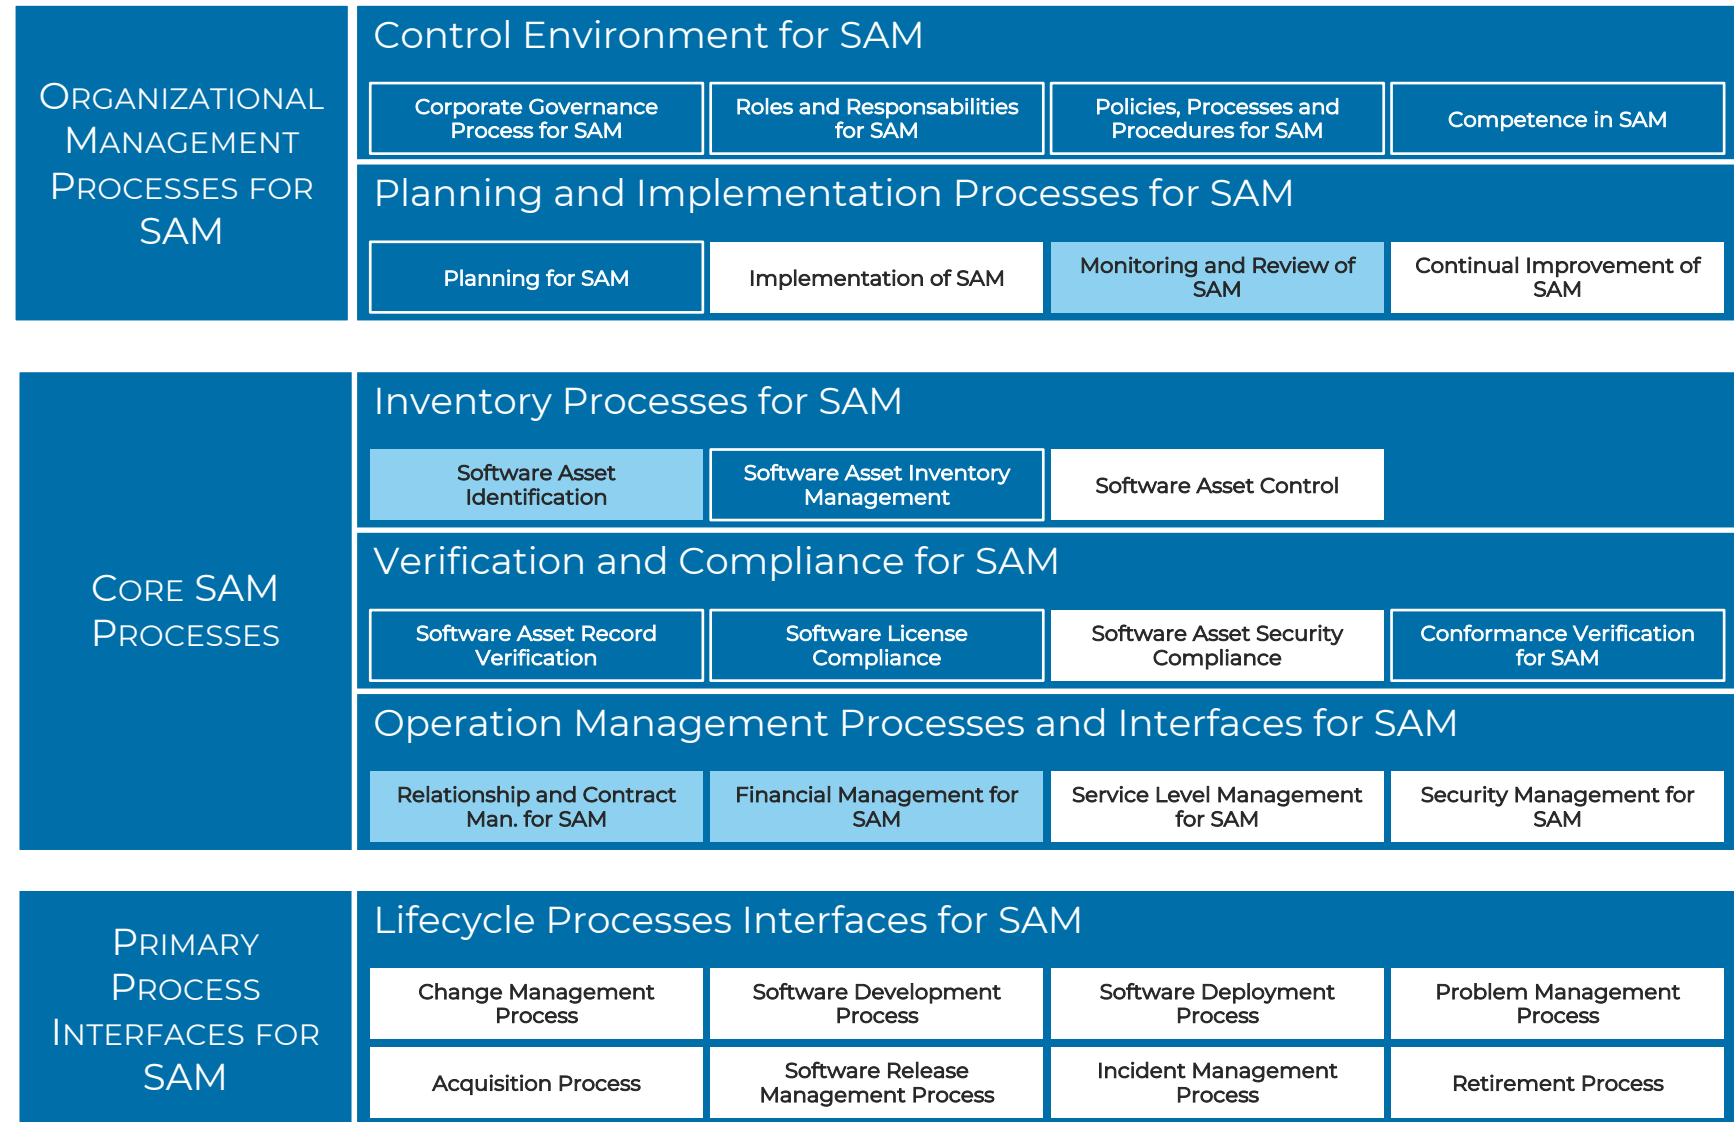 ORGANIZATIONAL
MANAGEMENT
PROCESSES FOR
SAM
Control Environment for SAM
Corporate Governance
Process for SAM
Roles and Responsabilities
for SAM
Policies, Processes and
Procedures for SAM
Competence in SAM
Planning and Implementation Processes for SAM
Planning for SAM
Implementation of SAM
Monitoring and Review of
SAM
Continual Improvement of
SAM
CORE SAM
PROCESSES
Inventory Processes for SAM
Software Asset
Identification
Software Asset Inventory
Management
Software Asset Control
Verification and Compliance for SAM
Software Asset Record
Verification
Software License
Compliance
Software Asset Security
Compliance
Conformance Verification
for SAM
Operation Management Processes and Interfaces for SAM
Relationship and Contract
Man. for SAM
Financial Management for
SAM
Service Level Management
for SAM
Security Management for
SAM
PRIMARY
PROCESS
INTERFACES FOR
SAM
Lifecycle Processes Interfaces for SAM
Change Management
Process
Software Development
Process
Software Deployment
Process
Problem Management
Process
Acquisition Process
Software Release
Management Process
Incident Management
Process
Retirement Process